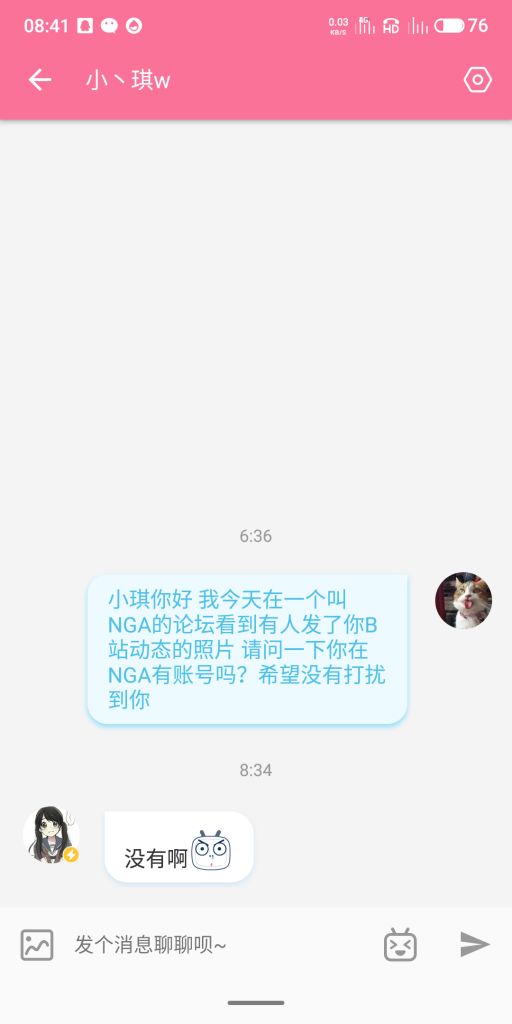 08:41 0.03 KB/S 4G HD 76
小丶琪w
6:36
小琪你好 我今天在一个叫
NGA的论坛看到有人发了你B
站动态的照片 请问一下你在
NGA有账号吗？希望没有打扰
到你
8:34
没有啊
发个消息聊聊呗~